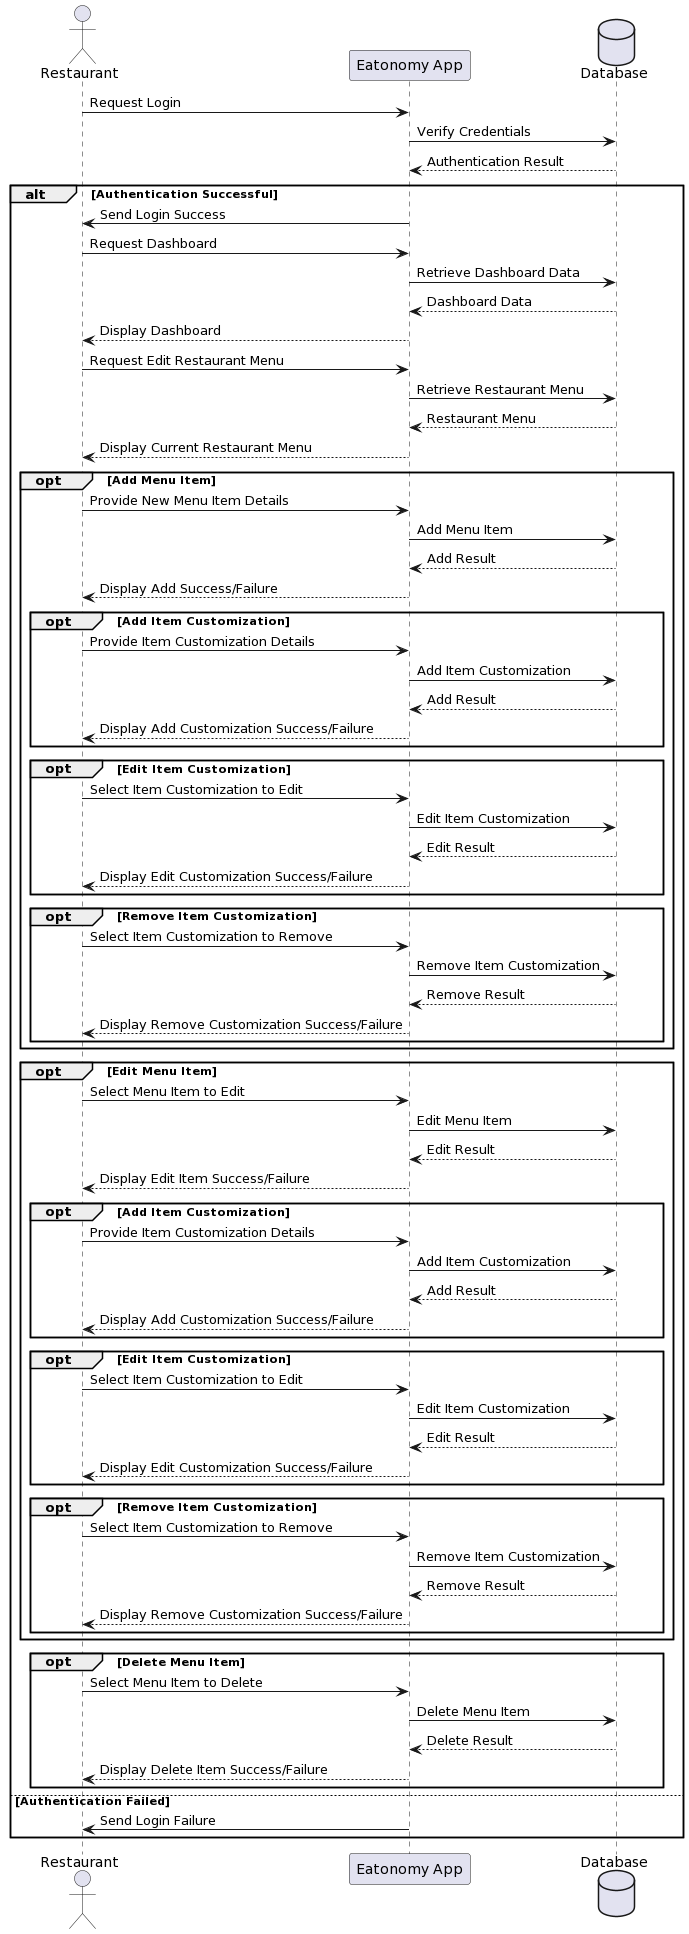 Restaurant
Eatonomy App
Database
Request Login
Verify Credentials
Authentication Result
alt [Authentication Successful]
Send Login Success
Request Dashboard
Retrieve Dashboard Data
Dashboard Data
Display Dashboard
Request Edit Restaurant Menu
Retrieve Restaurant Menu
Restaurant Menu
Display Current Restaurant Menu
opt [Add Menu Item]
Provide New Menu Item Details
Add Menu Item
Add Result
Display Add Success/Failure
opt [Add Item Customization]
Provide Item Customization Details
Add Item Customization
Add Result
Display Add Customization Success/Failure
opt [Edit Item Customization]
Select Item Customization to Edit
Edit Item Customization
Edit Result
Display Edit Customization Success/Failure
opt [Remove Item Customization]
Select Item Customization to Remove
Remove Item Customization
Remove Result
Display Remove Customization Success/Failure
opt [Edit Menu Item]
Select Menu Item to Edit
Edit Menu Item
Edit Result
Display Edit Item Success/Failure
opt [Add Item Customization]
Provide Item Customization Details
Add Item Customization
Add Result
Display Add Customization Success/Failure
opt [Edit Item Customization]
Select Item Customization to Edit
Edit Item Customization
Edit Result
Display Edit Customization Success/Failure
opt [Remove Item Customization]
Select Item Customization to Remove
Remove Item Customization
Remove Result
Display Remove Customization Success/Failure
opt [Delete Menu Item]
Select Menu Item to Delete
Delete Menu Item
Delete Result
Display Delete Item Success/Failure
[Authentication Failed]
Send Login Failure
Restaurant
Eatonomy App
Database